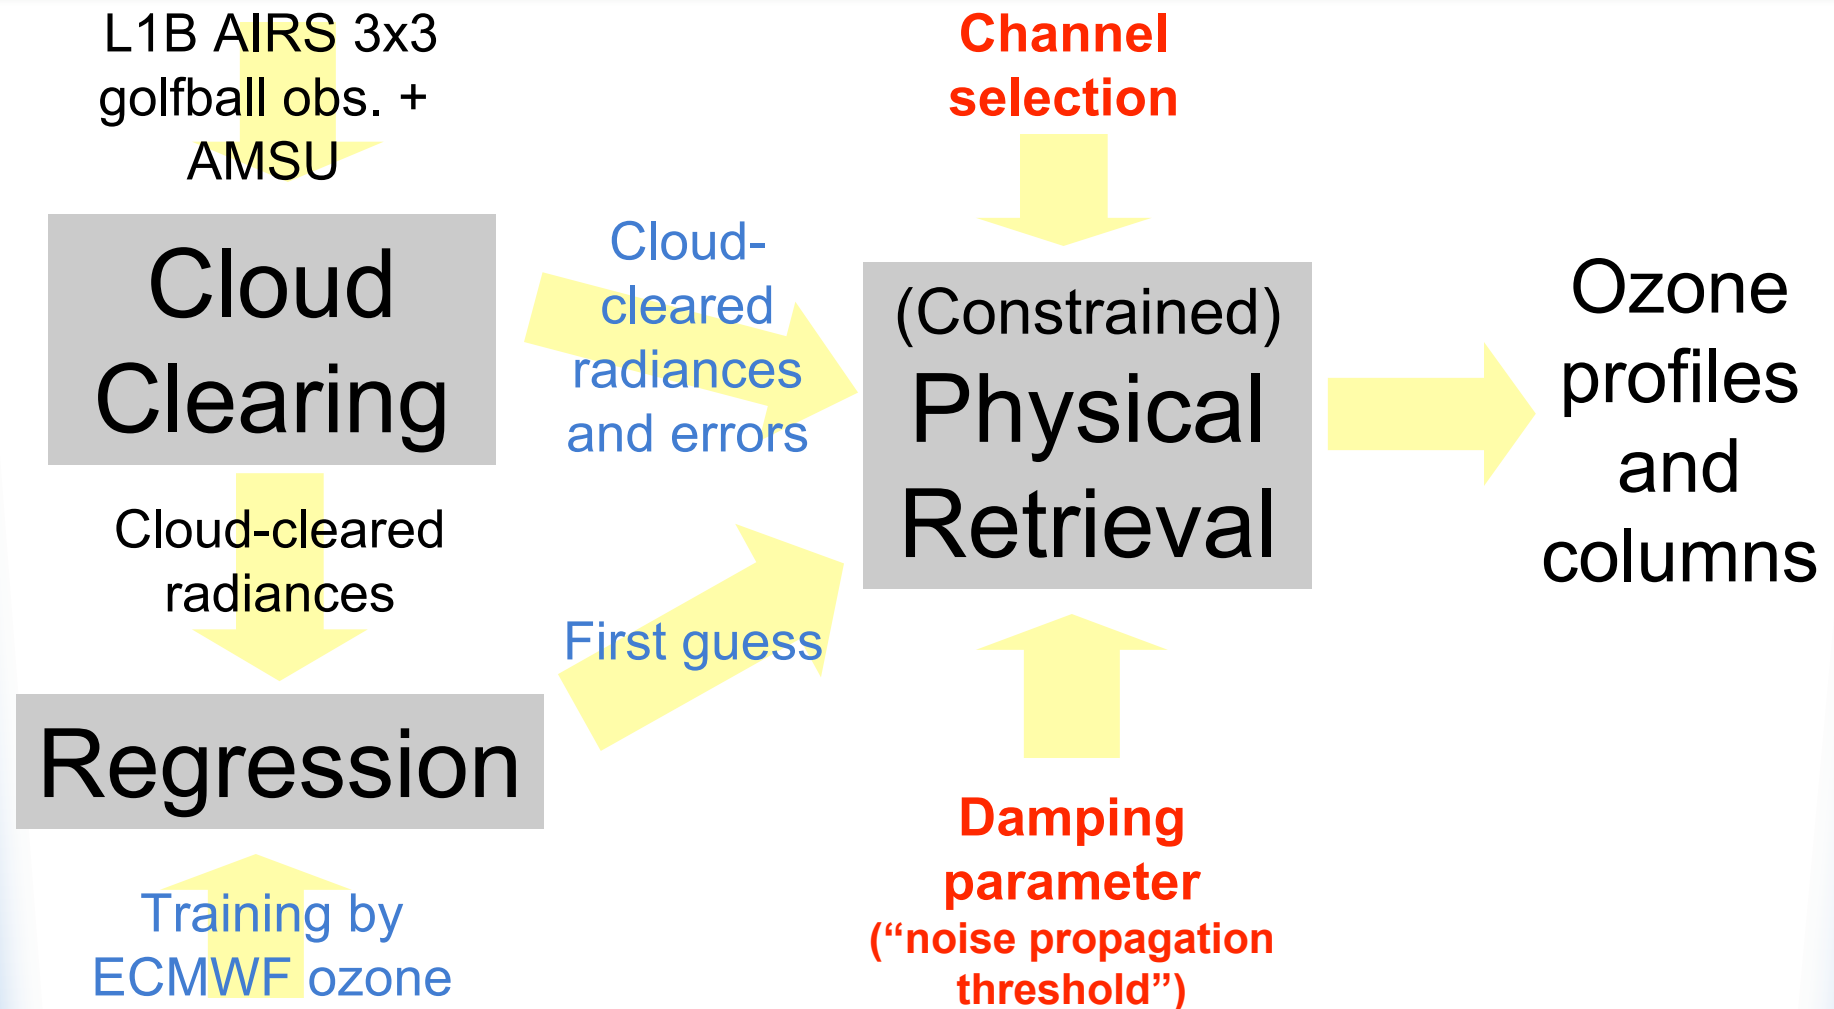 L1B AIRS 3x3
golfball obs. +
AMSU
Channel
selection
Cloud
Clearing
Cloud-
cleared
radiances
and errors
(Constrained)
Physical
Retrieval
Ozone
profiles
and
columns
Cloud-cleared
radiances
First guess
Regression
Training by
ECMWF ozone
Damping
parameter
(“noise propagation
threshold”)